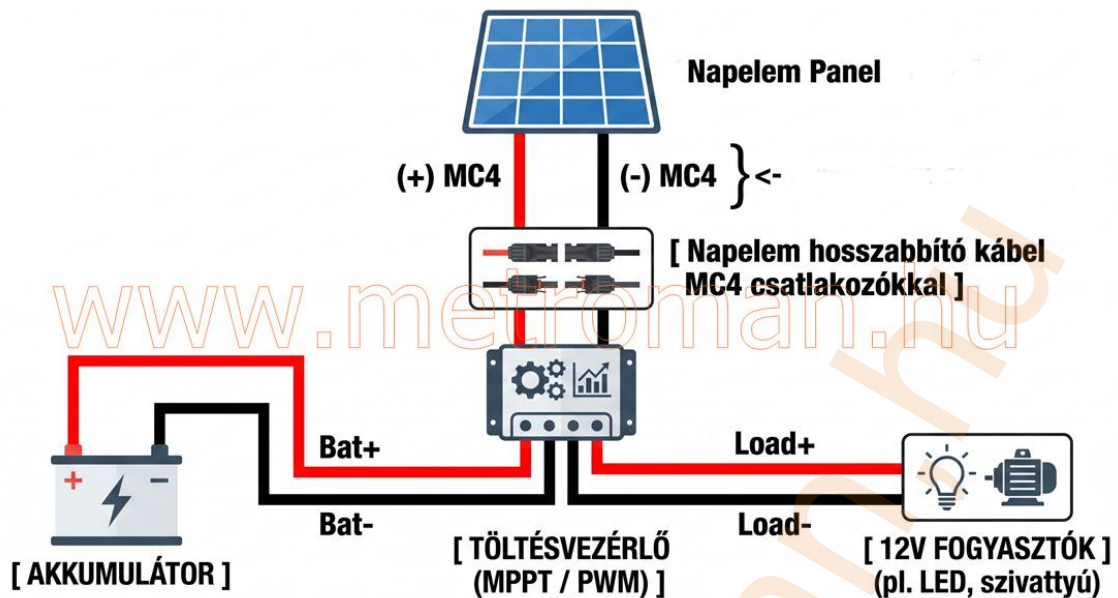 Napelem Panel
(+) MC4
(-) MC4 } <-
[ Napelem hosszabbító kábel
MC4 csatlakozókkal ]
www.metroman.hu
Bat+
Load+
+ −
Bat-
Load-
[ AKKUMULÁTOR ]
[ TÖLTÉSVEZÉRLŐ
(MPPT / PWM) ]
[ 12V FOGYASZTÓK ]
(pl. LED, szivattyú)
n.hu